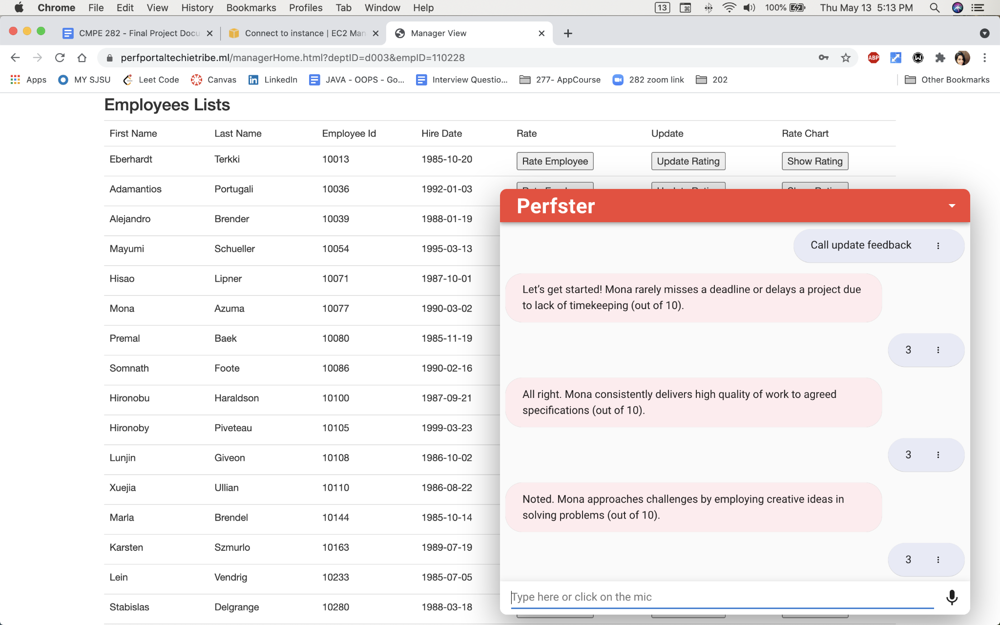 Chrome File Edit View History Bookmarks Profiles Tab Window Help 13 100% Thu May 13 5:13 PM
CMPE 282 - Final Project Docu Connect to instance | EC2 Man Manager View
perfportaltechietribe.ml/managerHome.html?deptID=d003&empID=110228 ABP
Apps MY SJSU Leet Code Canvas LinkedIn JAVA - OOPS - Go... Interview Questio... 277- AppCourse 282 zoom link 202 Other Bookmarks
Employees Lists
First Name Last Name Employee Id Hire Date Rate Update Rate Chart
Eberhardt Terkki 10013 1985-10-20 Rate Employee Update Rating Show Rating
Adamantios Portugali 10036 1992-01-03
Alejandro Brender 10039 1988-01-19
Mayumi Schueller 10054 1995-03-13
Hisao Lipner 10071 1987-10-01
Mona Azuma 10077 1990-03-02
Premal Baek 10080 1985-11-19
Somnath Foote 10086 1990-02-16
Hironobu Haraldson 10100 1987-09-21
Hironoby Piveteau 10105 1999-03-23
Lunjin Giveon 10108 1986-10-02
Xuejia Ullian 10110 1986-08-22
Marla Brendel 10144 1985-10-14
Karsten Szmurlo 10163 1989-07-19
Lein Vendrig 10233 1985-07-05
Stabislas Delgrange 10280 1988-03-18
Perfster
Call update feedback
Let's get started! Mona rarely misses a deadline or delays a project due
to lack of timekeeping (out of 10).
3
All right. Mona consistently delivers high quality of work to agreed
specifications (out of 10).
3
Noted. Mona approaches challenges by employing creative ideas in
solving problems (out of 10).
3
Type here or click on the mic